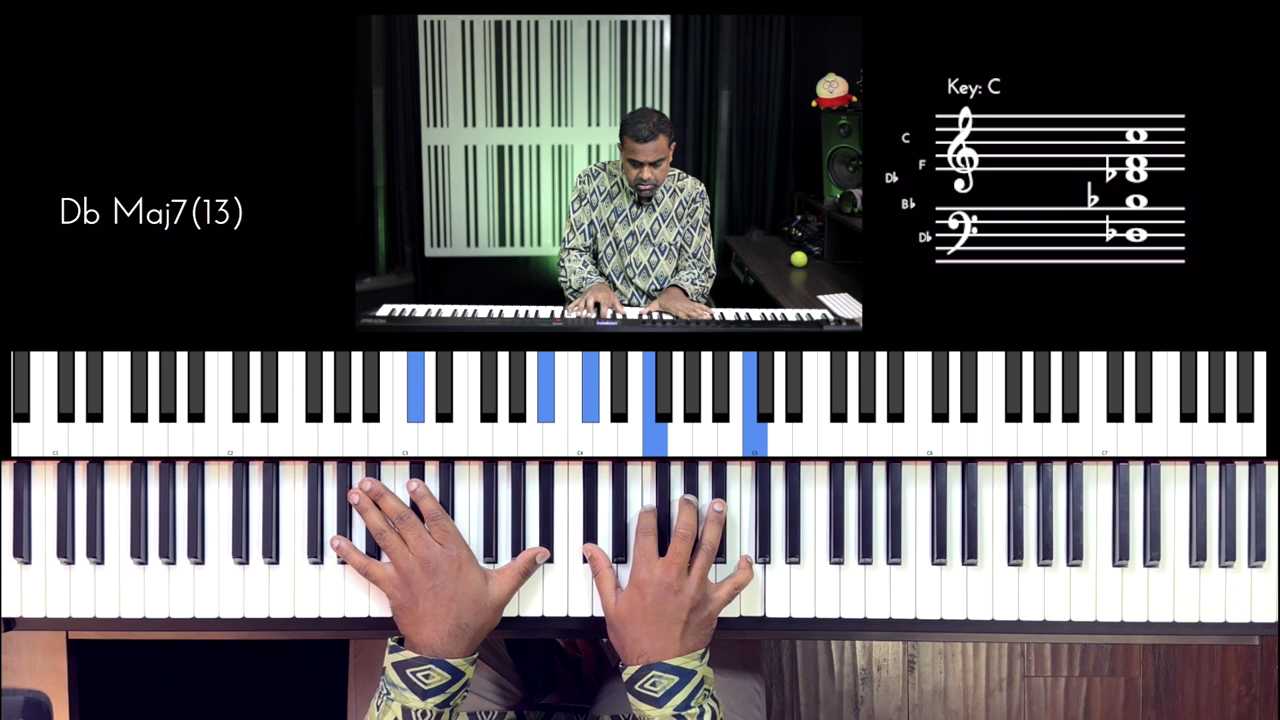 Db Maj7(13)
Key: C
C
F
Db
Bb
Db
C1 C2 C3 C4 C5 C6 C7